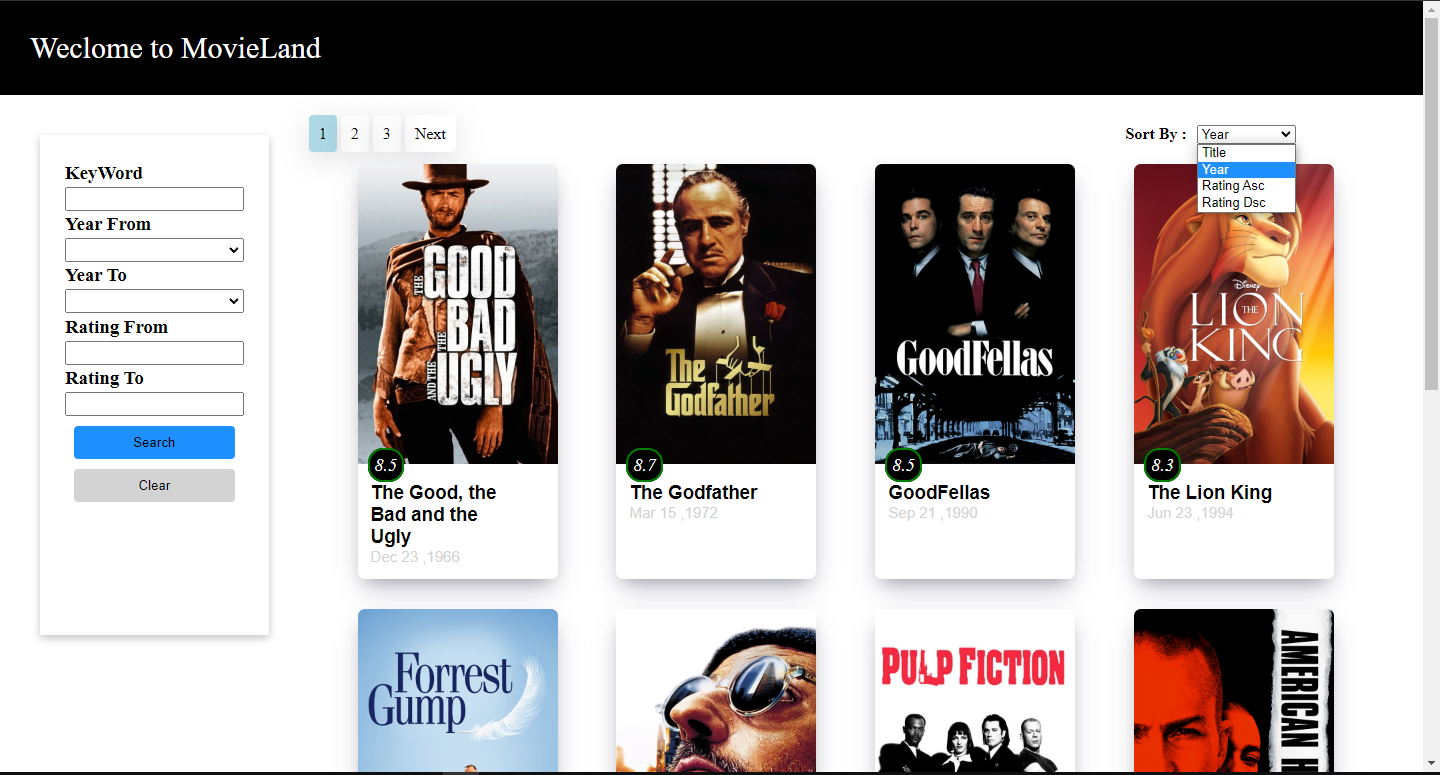 Weclome to MovieLand
KeyWord
Year From
Year To
Rating From
Rating To
Search
Clear
1 2 3 Next
Sort By : Year
Title
Year
Rating Asc
Rating Dsc
THE
GOOD
THE
BAD
AND THE
UGLY
8.5
The Good, the
Bad and the
Ugly
Dec 23 ,1966
The
Godfather
8.7
The Godfather
Mar 15 ,1972
GoodFellas
8.5
GoodFellas
Sep 21 ,1990
Disney
THE
LION
KING
8.3
The Lion King
Jun 23 ,1994
Forrest
Gump
PULP FICTION
AMERICAN H